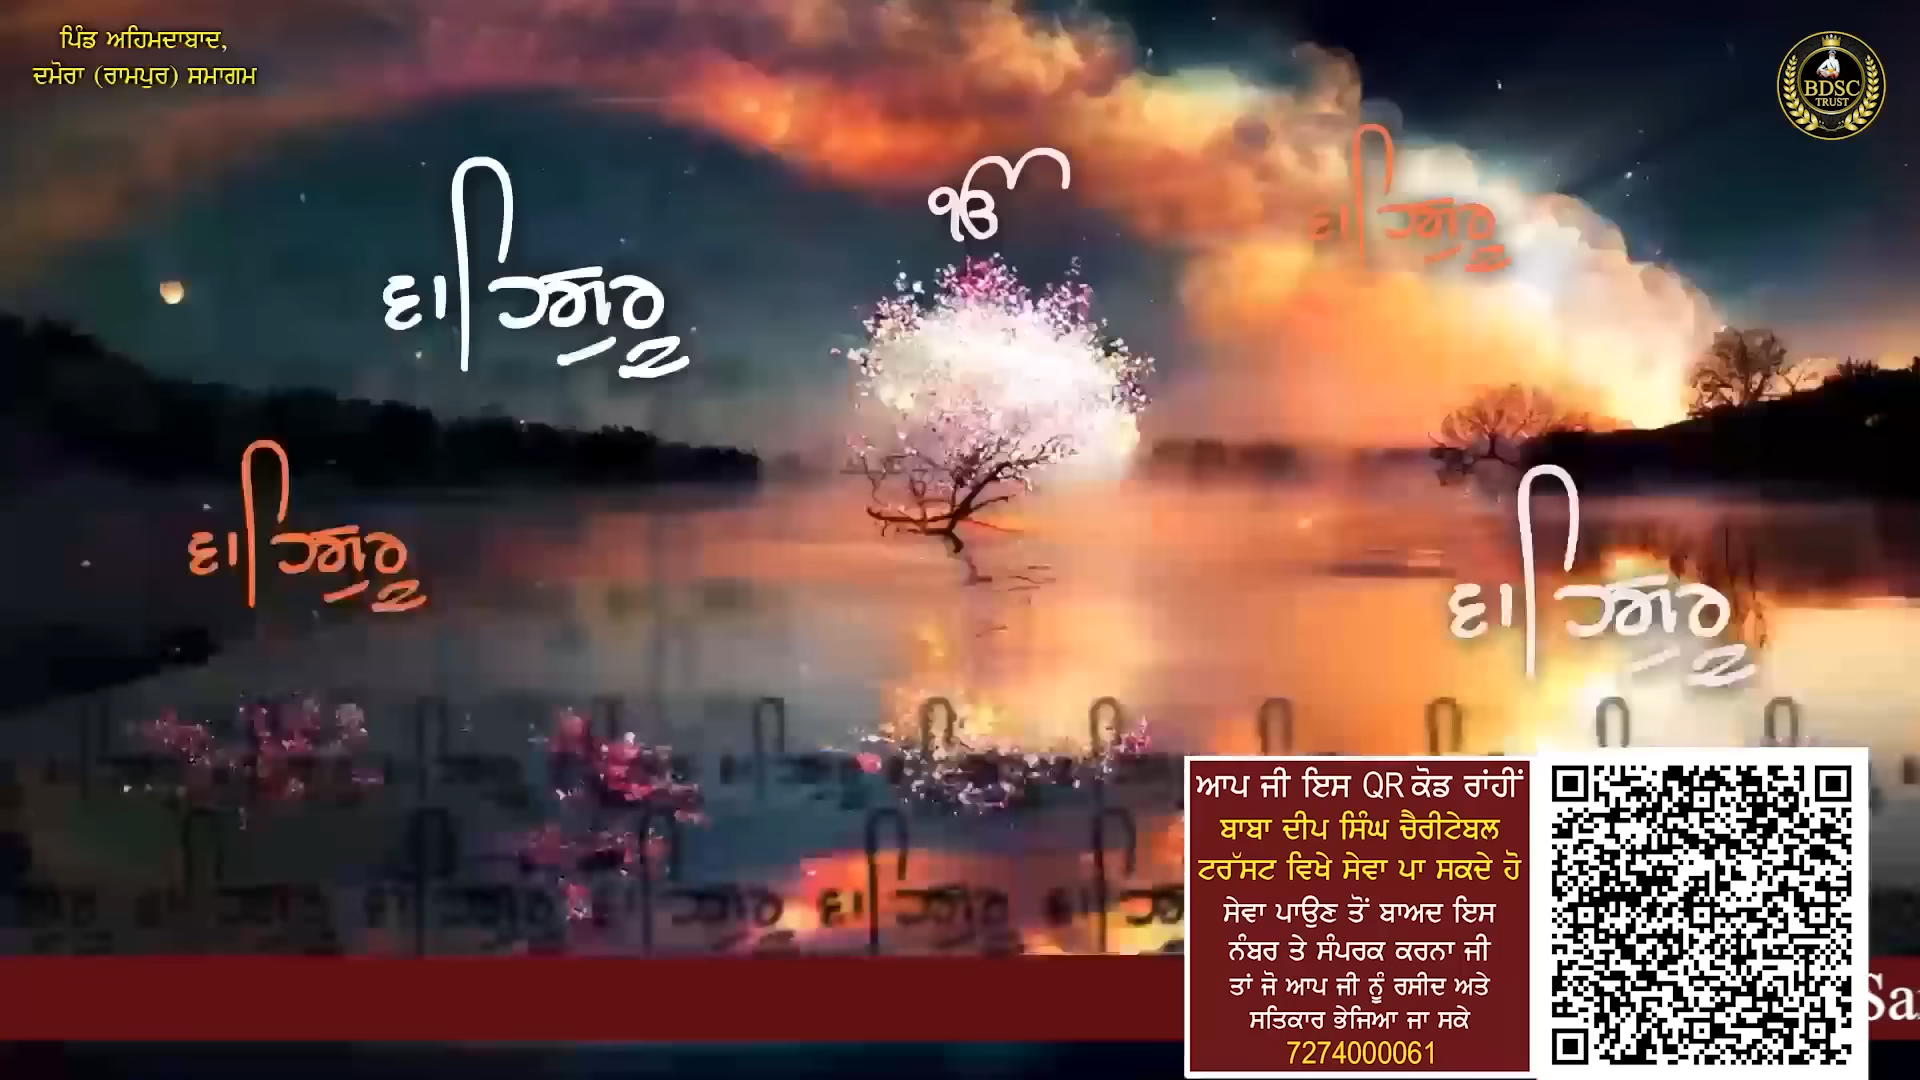 ਪਿੰਡ ਅਹਿਮਦਾਬਾਦ,
ਦਮੋਰਾ (ਰਾਮਪੁਰ) ਸਮਾਗਮ
BDSC
TRUST
ੴ
ਵਾਹਿਗੁਰੂ
ਵਾਹਿਗੁਰੂ
ਵਾਹਿਗੁਰੂ
ਵਾਹਿਗੁਰੂ
ਆਪ ਜੀ ਇਸ QR ਕੋਡ ਰਾਂਹੀਂ
ਬਾਬਾ ਦੀਪ ਸਿੰਘ ਚੈਰੀਟੇਬਲ
ਟਰੱਸਟ ਵਿਖੇ ਸੇਵਾ ਪਾ ਸਕਦੇ ਹੋ
ਸੇਵਾ ਪਾਉਣ ਤੋਂ ਬਾਅਦ ਇਸ
ਨੰਬਰ ਤੇ ਸੰਪਰਕ ਕਰਨਾ ਜੀ
ਤਾਂ ਜੋ ਆਪ ਜੀ ਨੂੰ ਰਸੀਦ ਅਤੇ
ਸਤਿਕਾਰ ਭੇਜਿਆ ਜਾ ਸਕੇ
7274000061